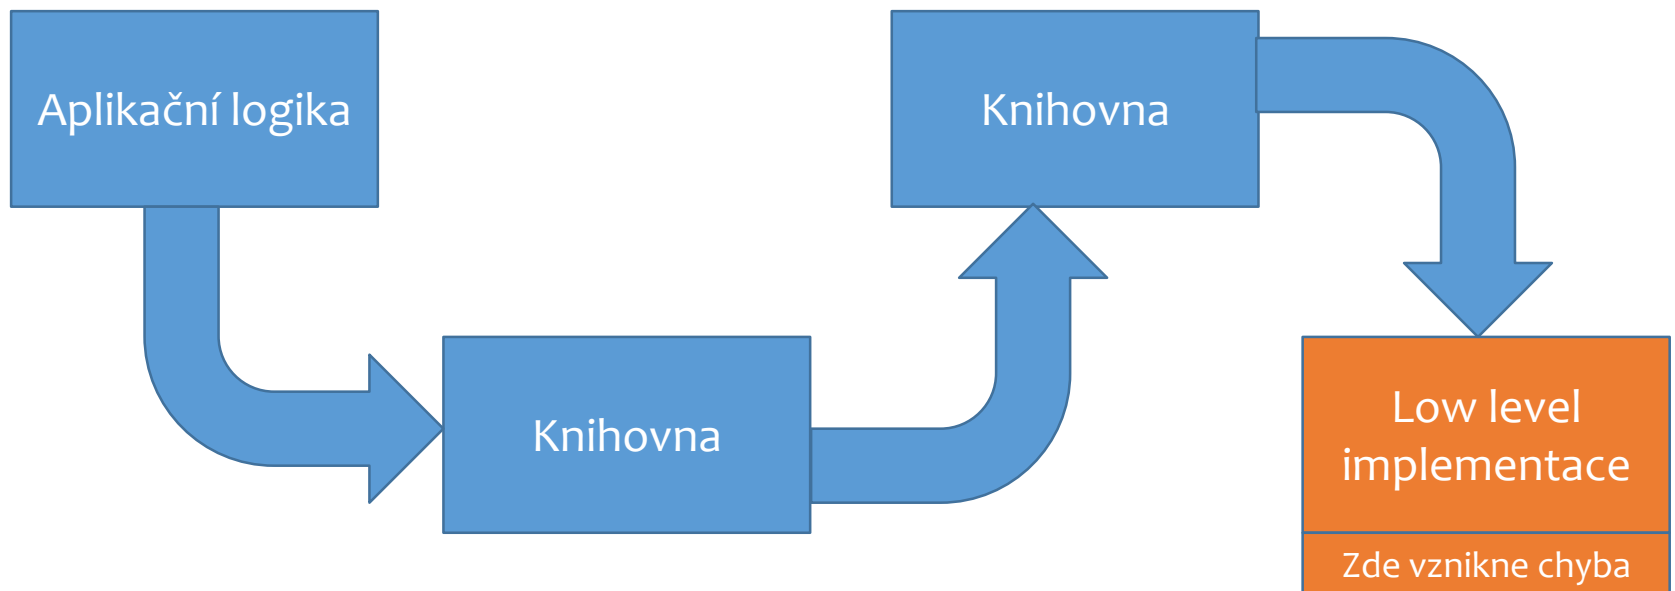 Aplikační logika
Knihovna
Knihovna
Low level
implementace
Zde vznikne chyba